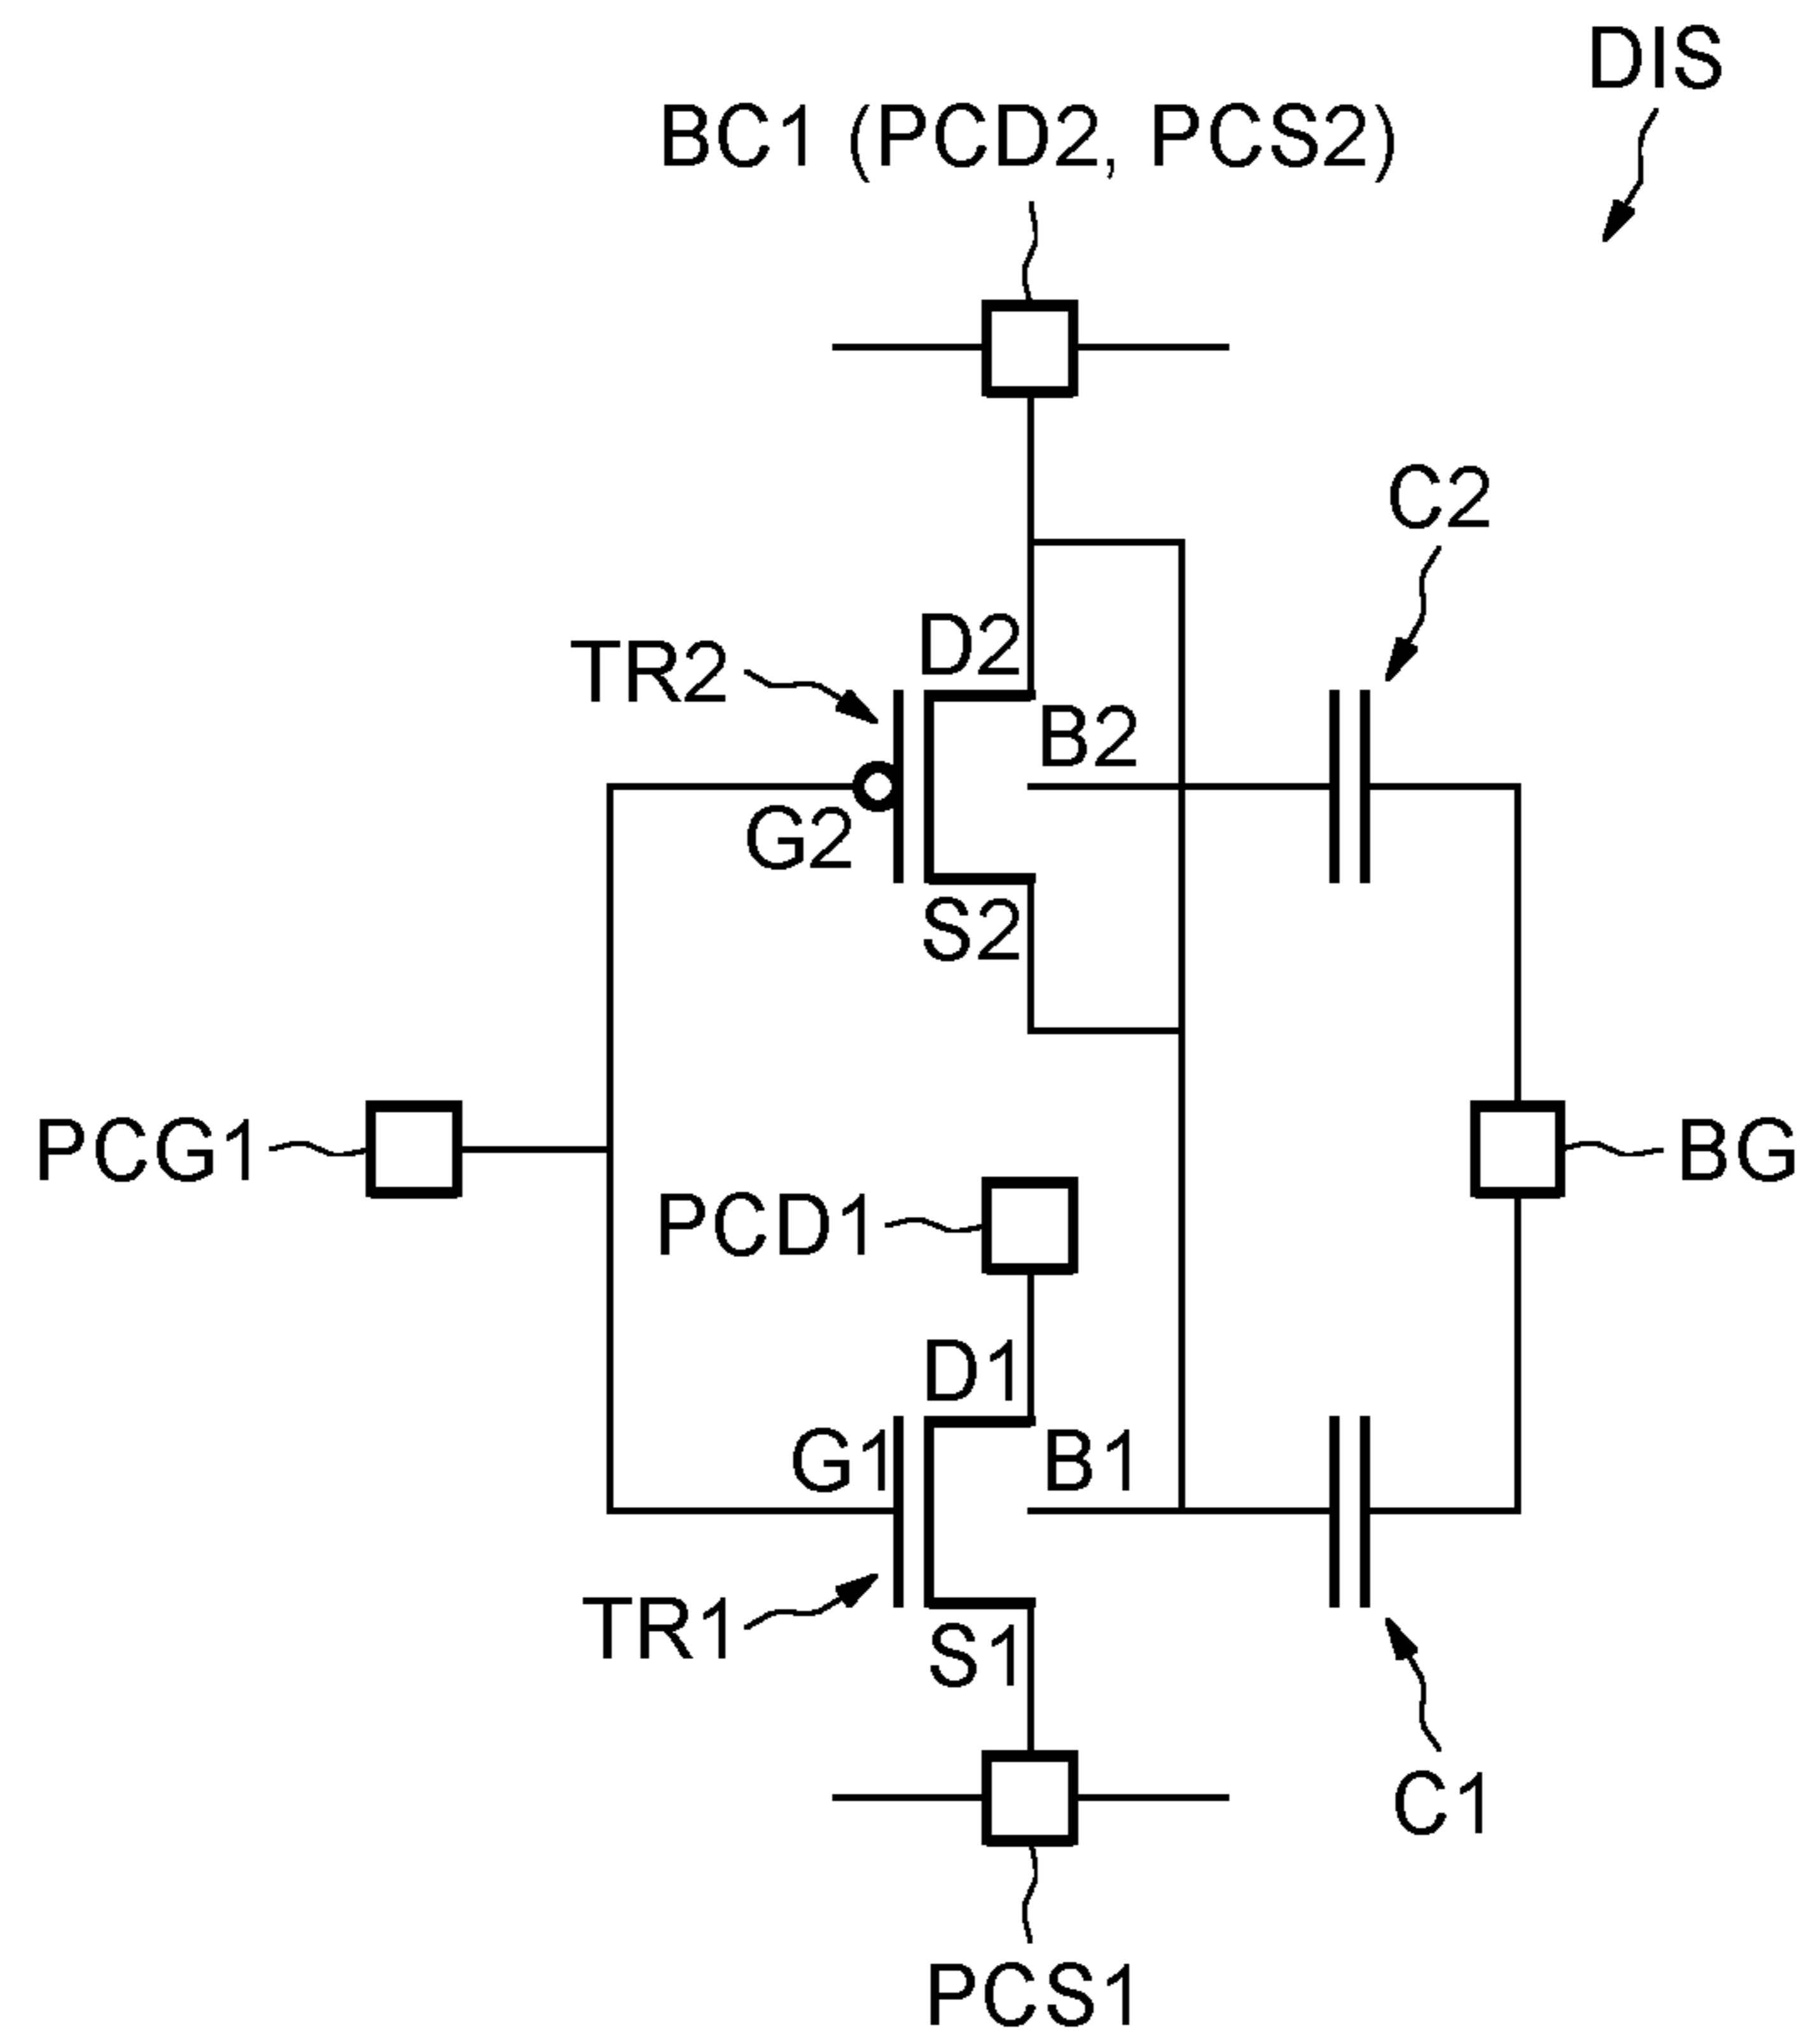 DIS
BC1 (PCD2, PCS2)
C2
D2
TR2
B2
G2
S2
PCG1
BG
PCD1
D1
G1
B1
TR1
S1
C1
PCS1